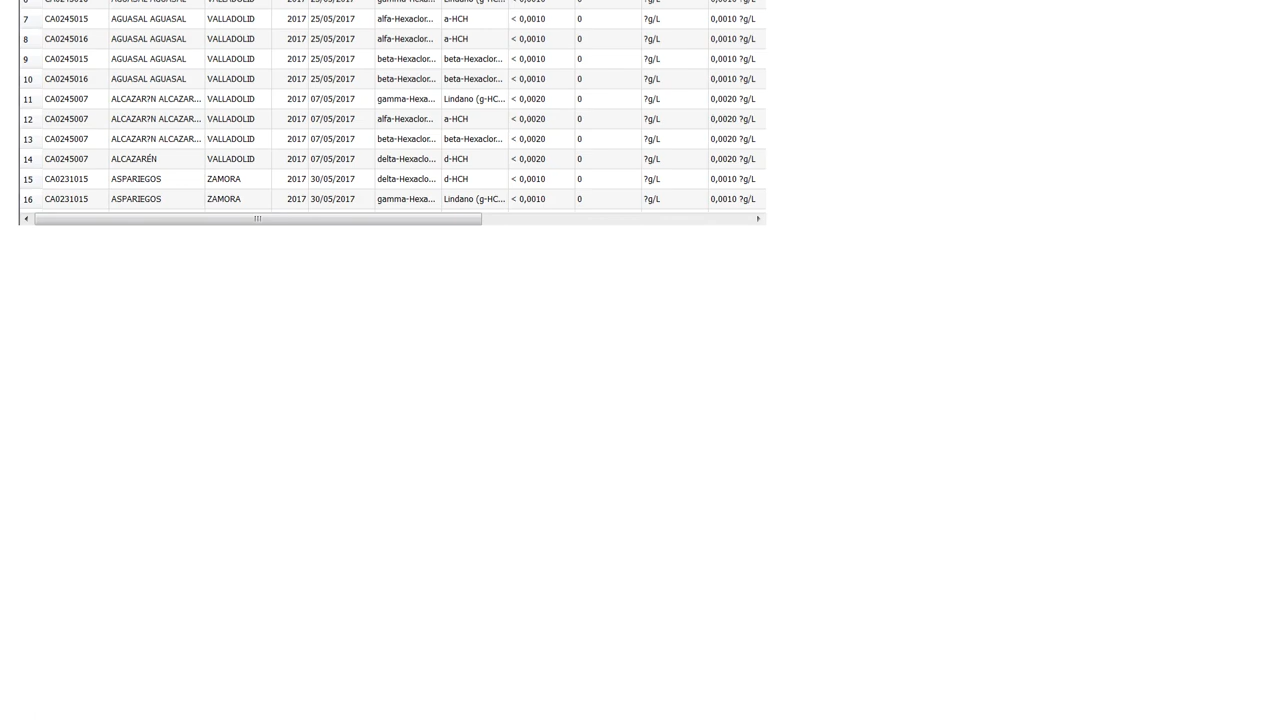 7 CA0245015 AGUASAL AGUASAL VALLADOLID 2017 25/05/2017 alfa-Hexaclor... a-HCH < 0,0010 0 ?g/L 0,0010 ?g/L
8 CA0245016 AGUASAL AGUASAL VALLADOLID 2017 25/05/2017 alfa-Hexaclor... a-HCH < 0,0010 0 ?g/L 0,0010 ?g/L
9 CA0245015 AGUASAL AGUASAL VALLADOLID 2017 25/05/2017 beta-Hexaclor... beta-Hexaclor... < 0,0010 0 ?g/L 0,0010 ?g/L
10 CA0245016 AGUASAL AGUASAL VALLADOLID 2017 25/05/2017 beta-Hexaclor... beta-Hexaclor... < 0,0010 0 ?g/L 0,0010 ?g/L
11 CA0245007 ALCAZAR?N ALCAZAR... VALLADOLID 2017 07/05/2017 gamma-Hexa... Lindano (g-HC... < 0,0020 0 ?g/L 0,0020 ?g/L
12 CA0245007 ALCAZAR?N ALCAZAR... VALLADOLID 2017 07/05/2017 alfa-Hexaclor... a-HCH < 0,0020 0 ?g/L 0,0020 ?g/L
13 CA0245007 ALCAZAR?N ALCAZAR... VALLADOLID 2017 07/05/2017 beta-Hexaclor... beta-Hexaclor... < 0,0020 0 ?g/L 0,0020 ?g/L
14 CA0245007 ALCAZARÉN VALLADOLID 2017 07/05/2017 delta-Hexaclo... d-HCH < 0,0020 0 ?g/L 0,0020 ?g/L
15 CA0231015 ASPARIEGOS ZAMORA 2017 30/05/2017 delta-Hexaclo... d-HCH < 0,0010 0 ?g/L 0,0010 ?g/L
16 CA0231015 ASPARIEGOS ZAMORA 2017 30/05/2017 gamma-Hexa... Lindano (g-HC... < 0,0010 0 ?g/L 0,0010 ?g/L